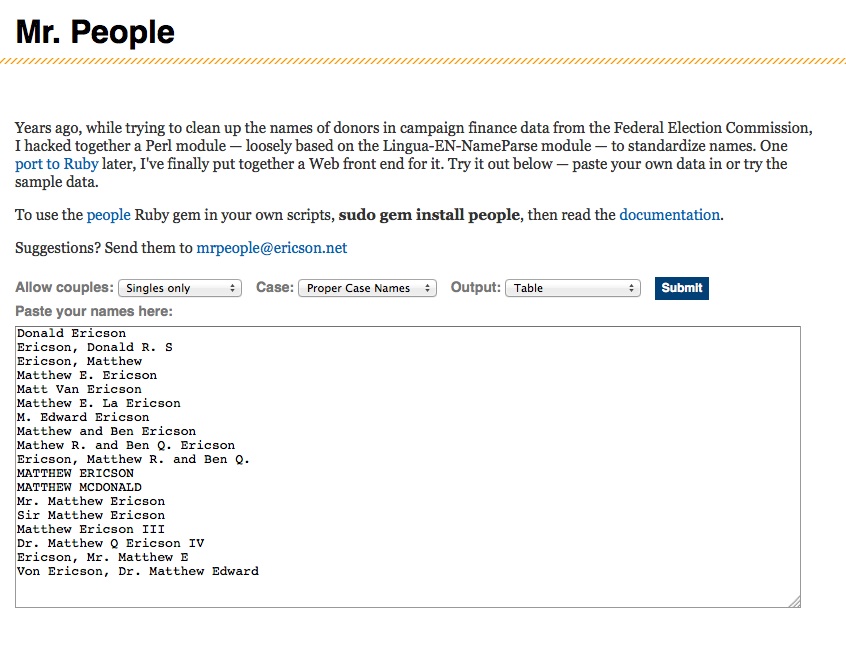 Mr. People
Years ago, while trying to clean up the names of donors in campaign finance data from the Federal Election Commission,
I hacked together a Perl module — loosely based on the Lingua-EN-NameParse module — to standardize names. One
port to Ruby later, I've finally put together a Web front end for it. Try it out below — paste your own data in or try the
sample data.
To use the people Ruby gem in your own scripts, sudo gem install people, then read the documentation.
Suggestions? Send them to mrpeople@ericson.net
Allow couples: Singles only Case: Proper Case Names Output: Table Submit
Paste your names here:
Donald Ericson
Ericson, Donald R. S
Ericson, Matthew
Matthew E. Ericson
Matt Van Ericson
Matthew E. La Ericson
M. Edward Ericson
Matthew and Ben Ericson
Mathew R. and Ben Q. Ericson
Ericson, Matthew R. and Ben Q.
MATTHEW ERICSON
MATTHEW MCDONALD
Mr. Matthew Ericson
Sir Matthew Ericson
Matthew Ericson III
Dr. Matthew Q Ericson IV
Ericson, Mr. Matthew E
Von Ericson, Dr. Matthew Edward